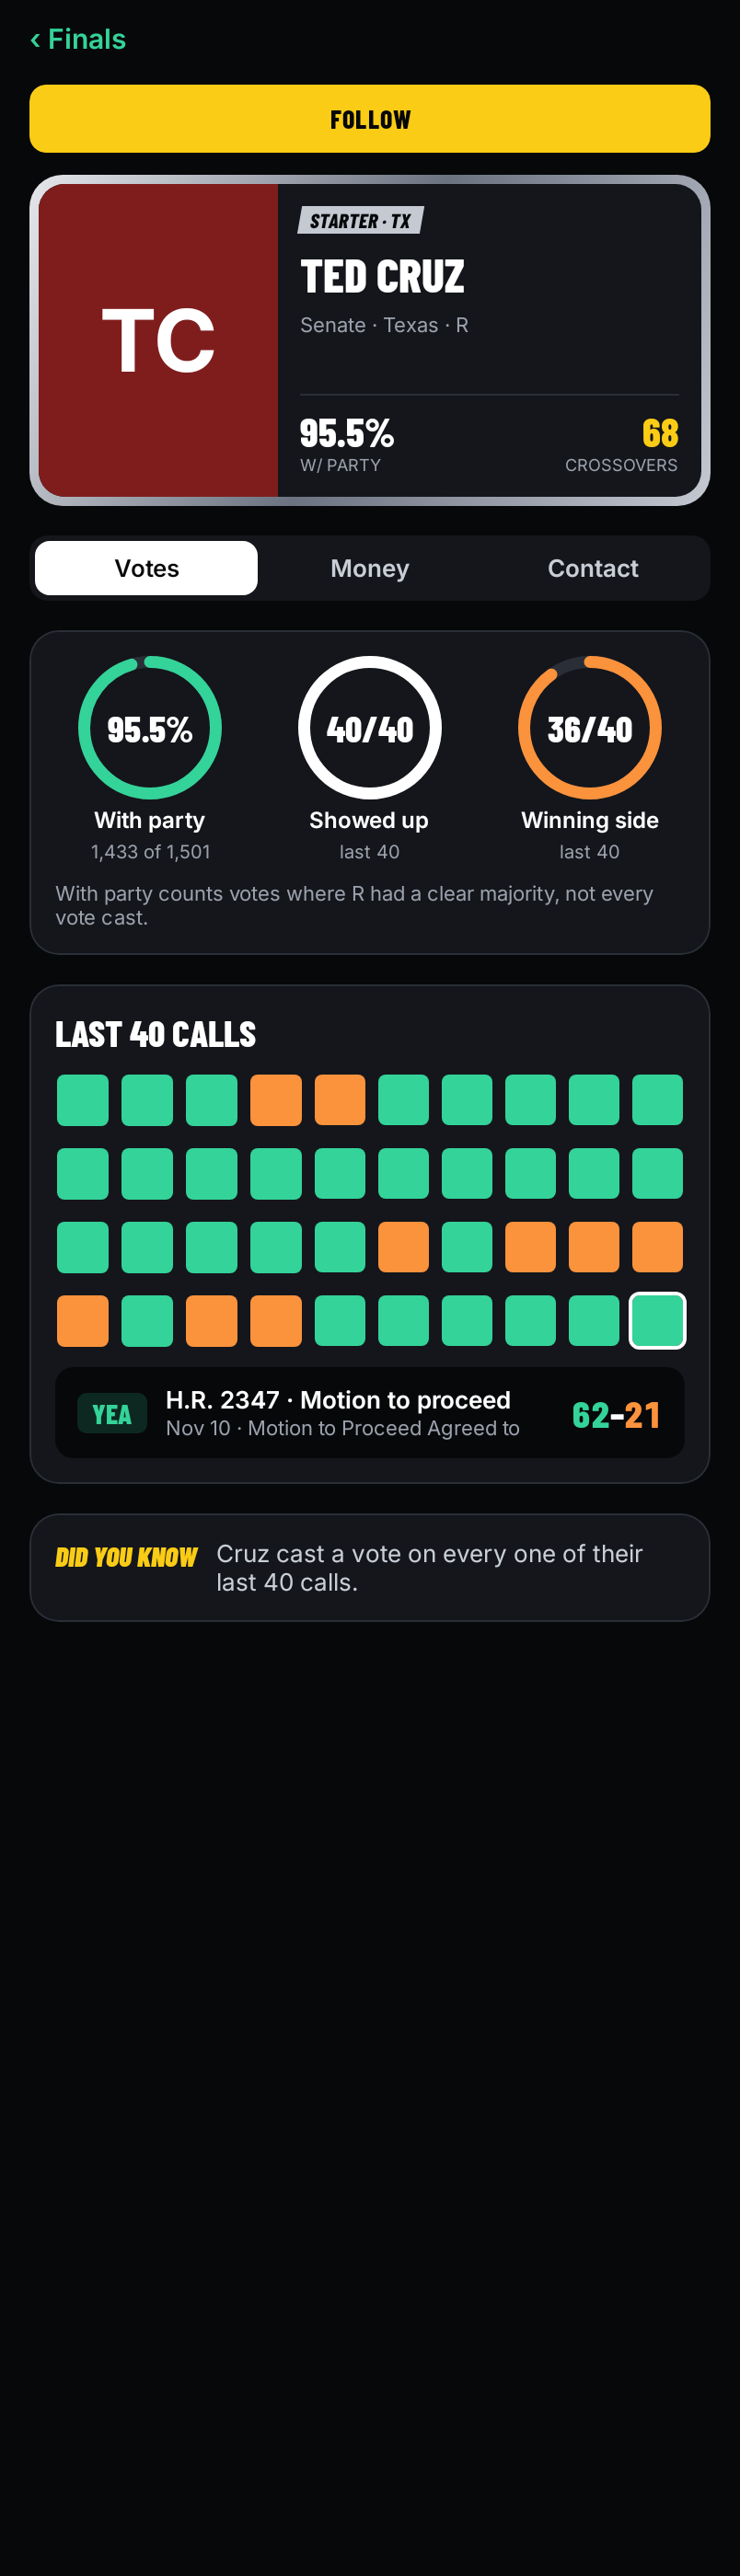 ‹ Finals
FOLLOW
TC
STARTER · TX
TED CRUZ
Senate · Texas · R
95.5%
W/ PARTY
68
CROSSOVERS
Votes
Money
Contact
95.5%
40/40
36/40
With party
Showed up
Winning side
1,433 of 1,501
last 40
last 40
With party counts votes where R had a clear majority, not every
vote cast.
LAST 40 CALLS
YEA
H.R. 2347 · Motion to proceed
Nov 10 · Motion to Proceed Agreed to
62-21
DID YOU KNOW
Cruz cast a vote on every one of their
last 40 calls.